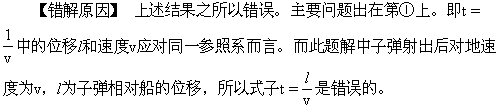 【错解原因】 上述结果之所以错误。主要问题出在第①上。即t＝
1/v中的位移l和速度v应对同一参照系而言。而此题解中子弹射出后对地速
度为v，l为子弹相对船的位移，所以式子t＝l/v是错误的。